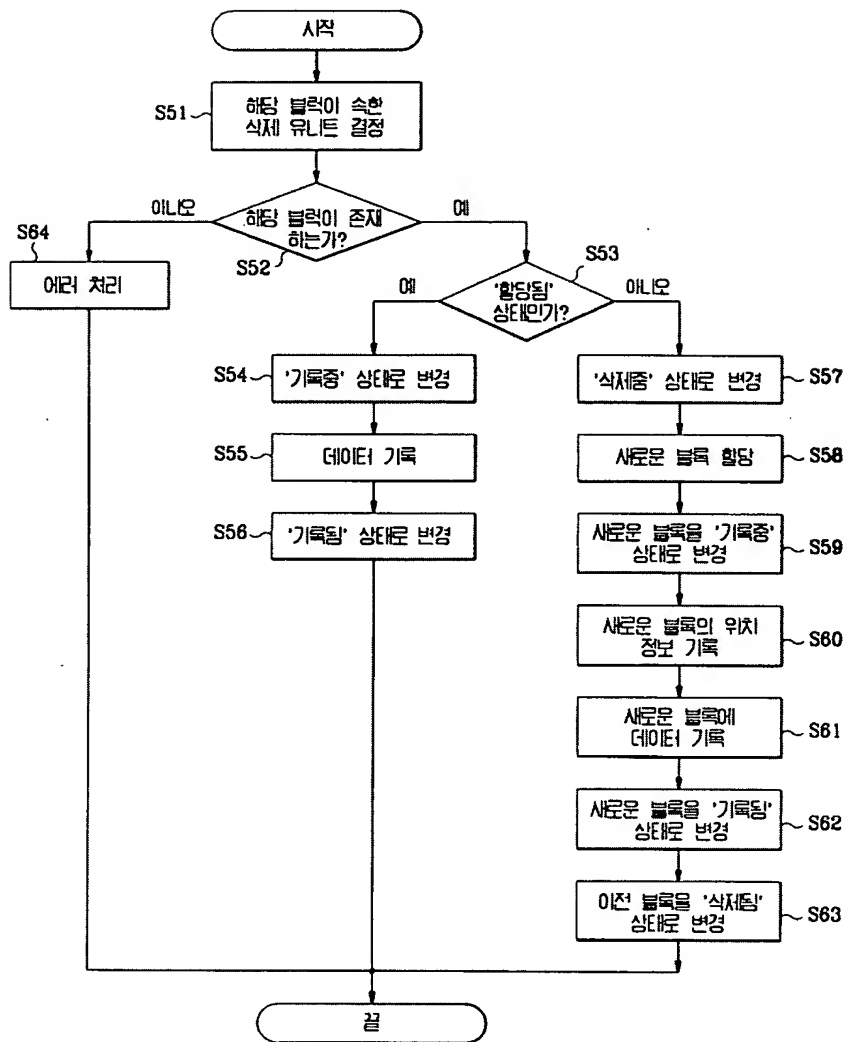 시작
S51
해당 블럭이 속한
삭제 유니트 결정
아니오
예
해당 블럭이 존재
하는가?
S52
S64
에러 처리
S53
예
아니오
'할당됨'
상태인가?
S54
'기록중' 상태로 변경
'삭제중' 상태로 변경
S57
S55
데이터 기록
새로운 블록 할당
S58
S56
'기록됨' 상태로 변경
새로운 블록을 '기록중'
상태로 변경
S59
새로운 블록의 위치
정보 기록
S60
새로운 블록에
데이터 기록
S61
새로운 블록을 '기록됨'
상태로 변경
S62
이전 블록을 '삭제됨'
상태로 변경
S63
끝